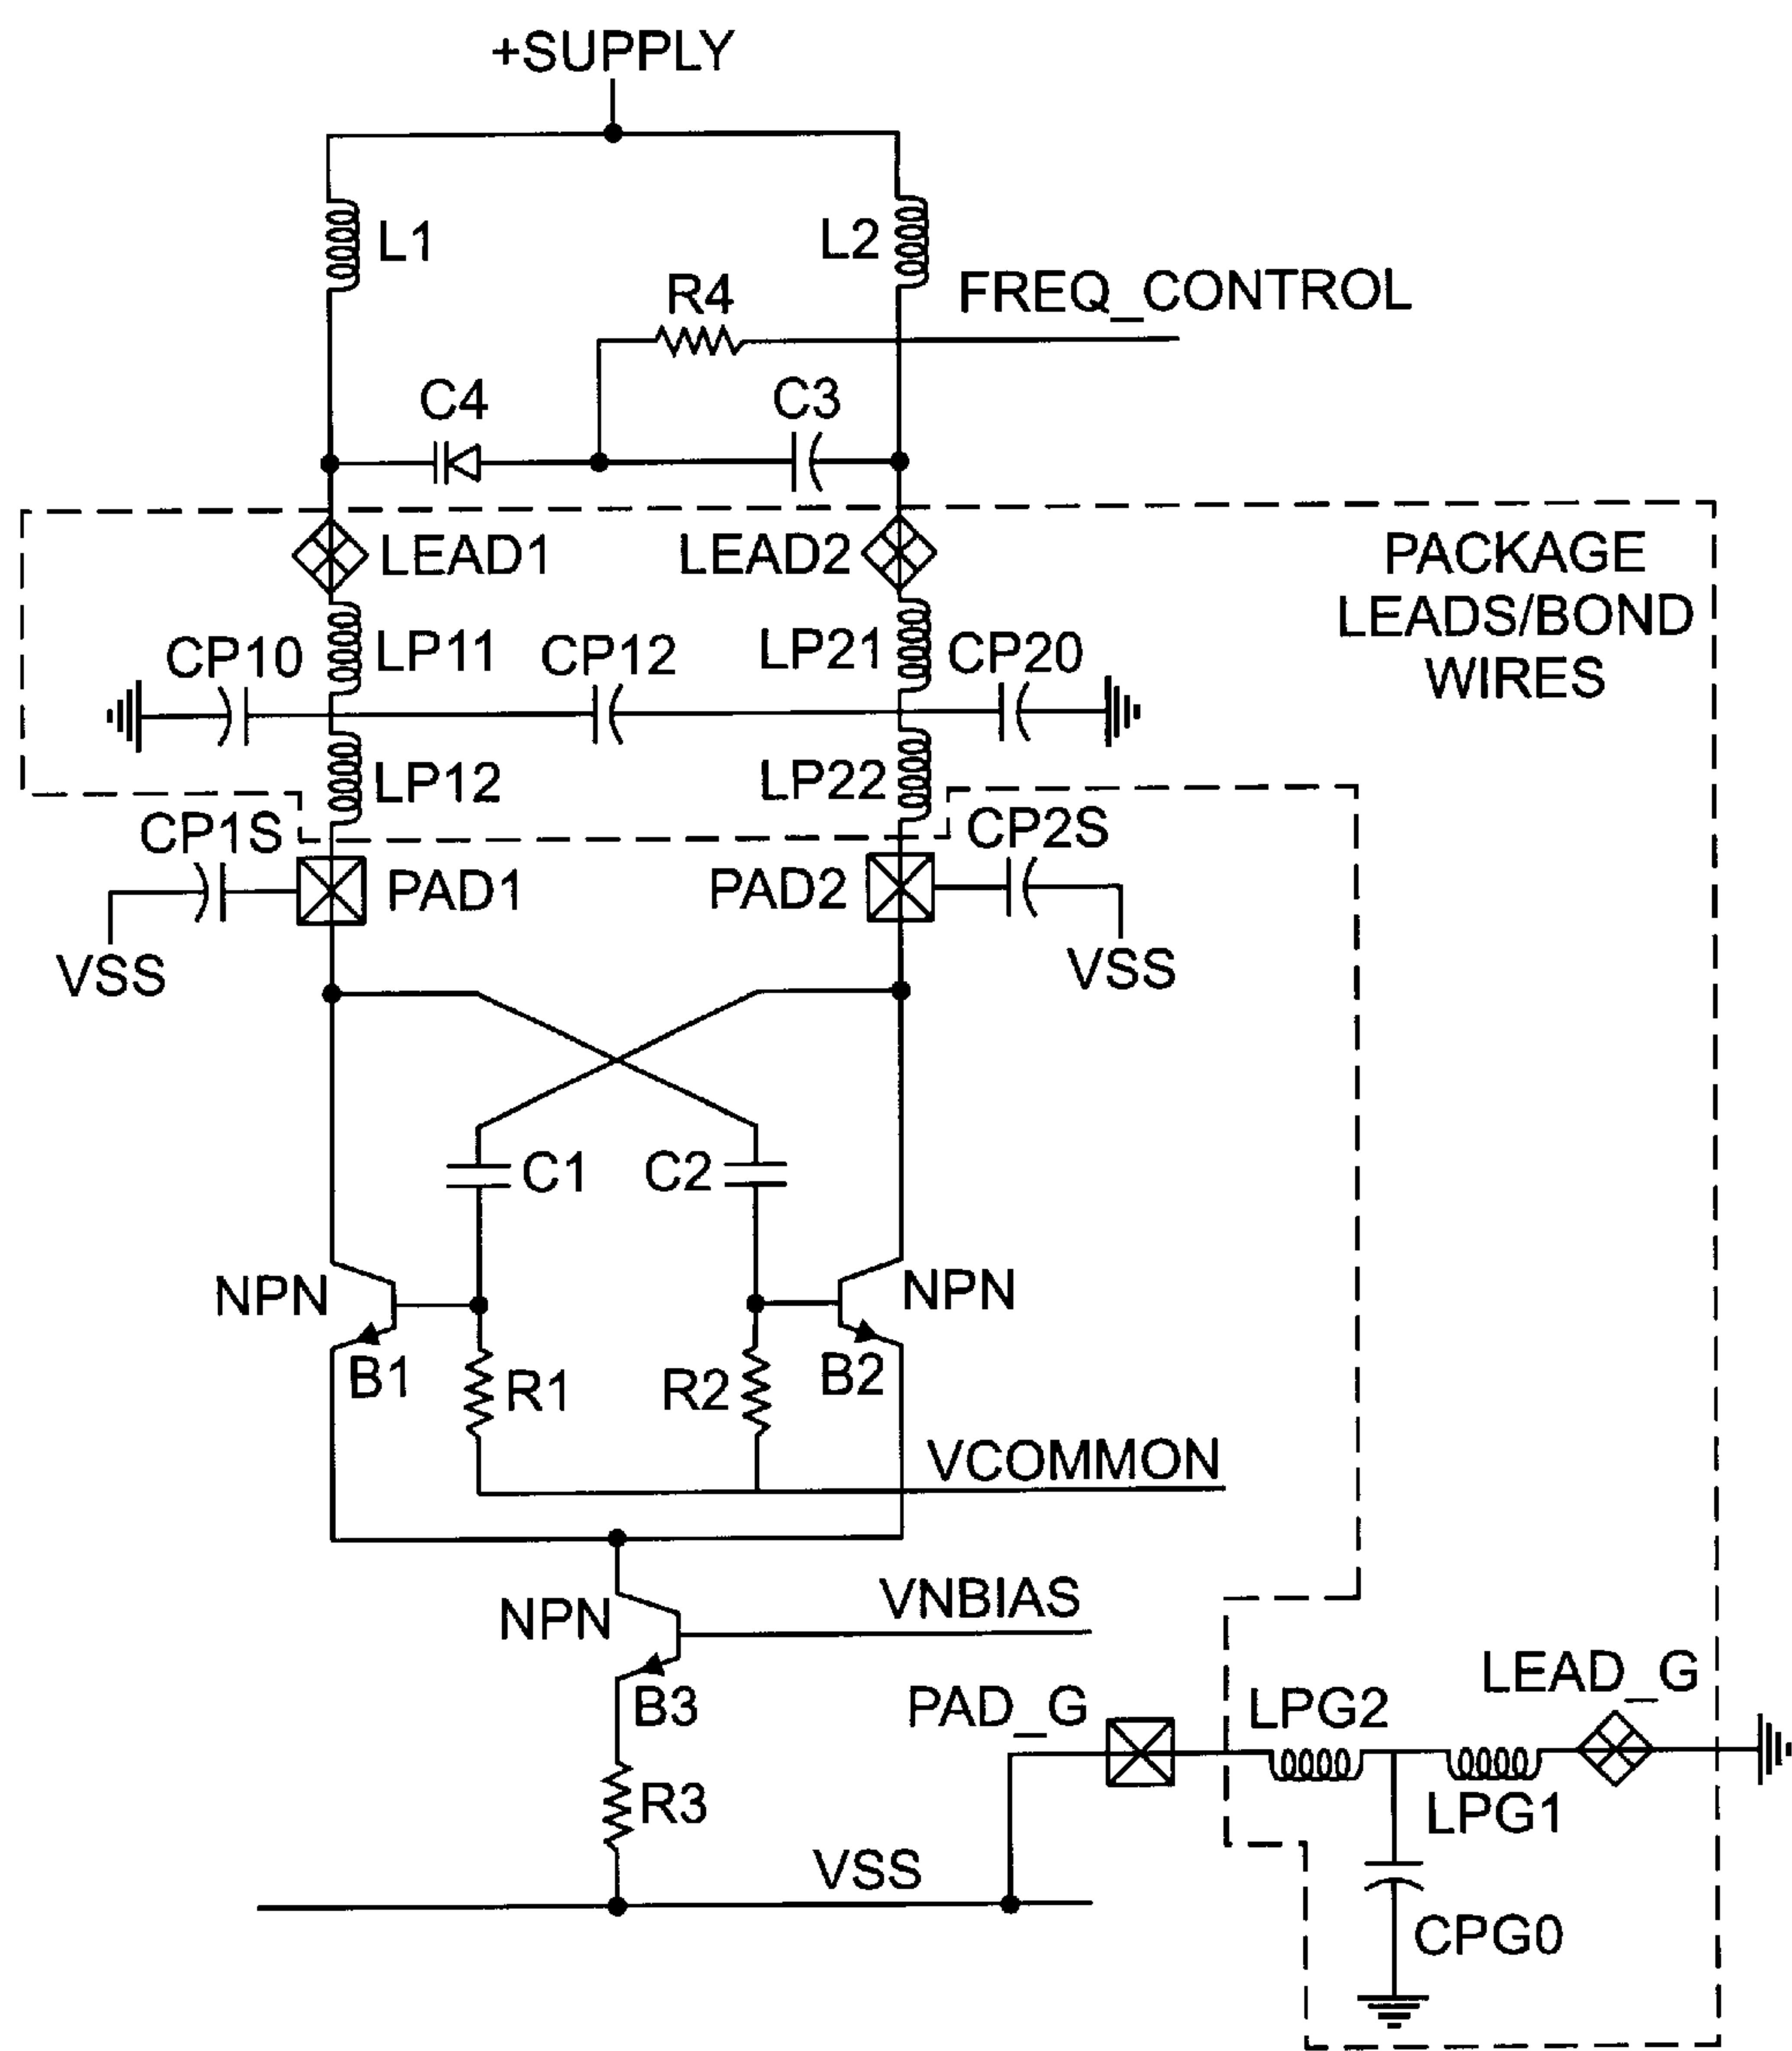 +SUPPLY
L1
L2
R4
FREQ_CONTROL
C4
C3
LEAD1
LEAD2
PACKAGE
LEADS/BOND
WIRES
CP10
LP11
CP12
LP21
CP20
LP12
LP22
CP1S
CP2S
PAD1
PAD2
VSS
VSS
C1
C2
NPN
NPN
B1
R1
R2
B2
VCOMMON
NPN
VNBIAS
B3
PAD_G
LPG2
LEAD_G
R3
LPG1
VSS
CPG0